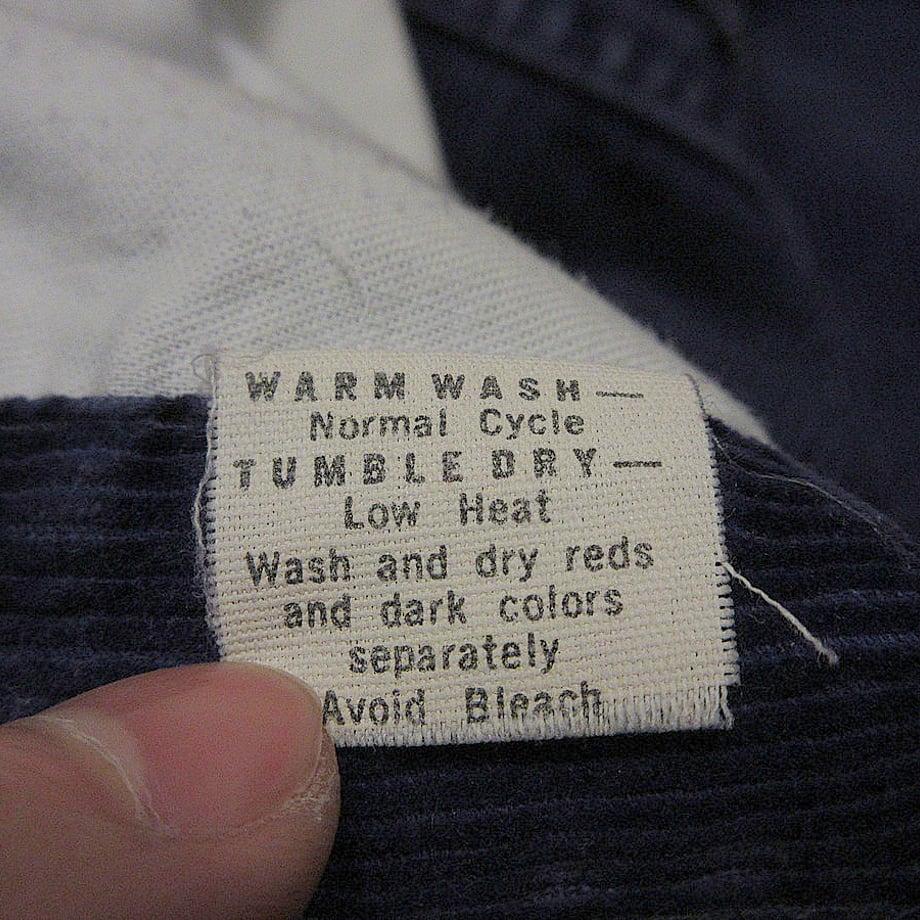 WARM WASH—
Normal Cycle
TUMBLE DRY—
Low Heat
Wash and dry reds
and dark colors
separately
Avoid Bleach